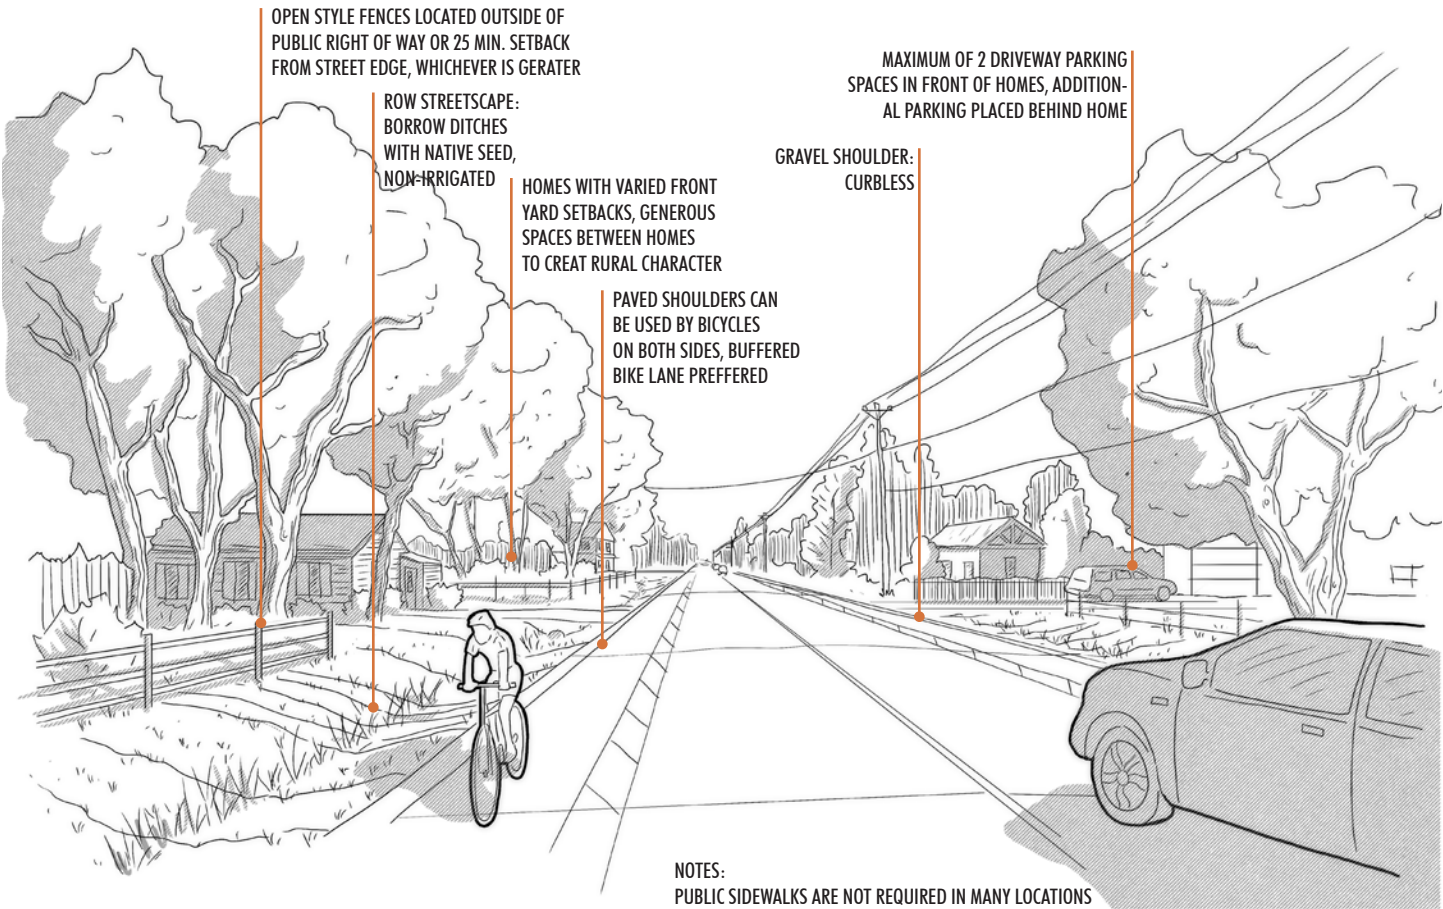 OPEN STYLE FENCES LOCATED OUTSIDE OF
PUBLIC RIGHT OF WAY OR 25 MIN. SETBACK
FROM STREET EDGE, WHICHEVER IS GERATER
ROW STREETSCAPE:
BORROW DITCHES
WITH NATIVE SEED,
NON-IRRIGATED
HOMES WITH VARIED FRONT
YARD SETBACKS, GENEROUS
SPACES BETWEEN HOMES
TO CREAT RURAL CHARACTER
PAVED SHOULDERS CAN
BE USED BY BICYCLES
ON BOTH SIDES, BUFFERED
BIKE LANE PREFFERED
GRAVEL SHOULDER:
CURBLESS
MAXIMUM OF 2 DRIVEWAY PARKING
SPACES IN FRONT OF HOMES, ADDITION-
AL PARKING PLACED BEHIND HOME
NOTES:
PUBLIC SIDEWALKS ARE NOT REQUIRED IN MANY LOCATIONS